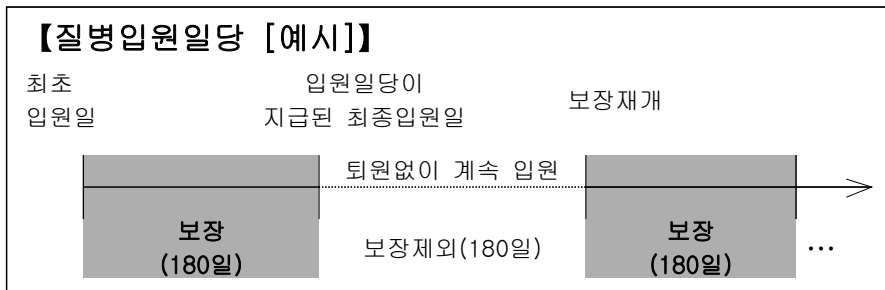 【질병입원일당 [예시]】
최초
입원일
입원일당이
지급된 최종입원일
보장재개
퇴원없이 계속 입원
보장
(180일)
보장제외(180일)
보장
(180일)
…